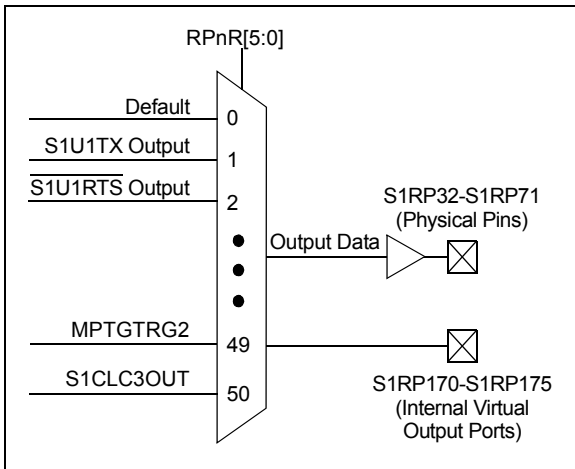 RPnR[5:0]
Default
0
S1U1TX Output
1
S1U1RTS Output
2
S1RP32-S1RP71
(Physical Pins)
Output Data
MPTGTRG2
49
S1CLC3OUT
50
S1RP170-S1RP175
(Internal Virtual
Output Ports)